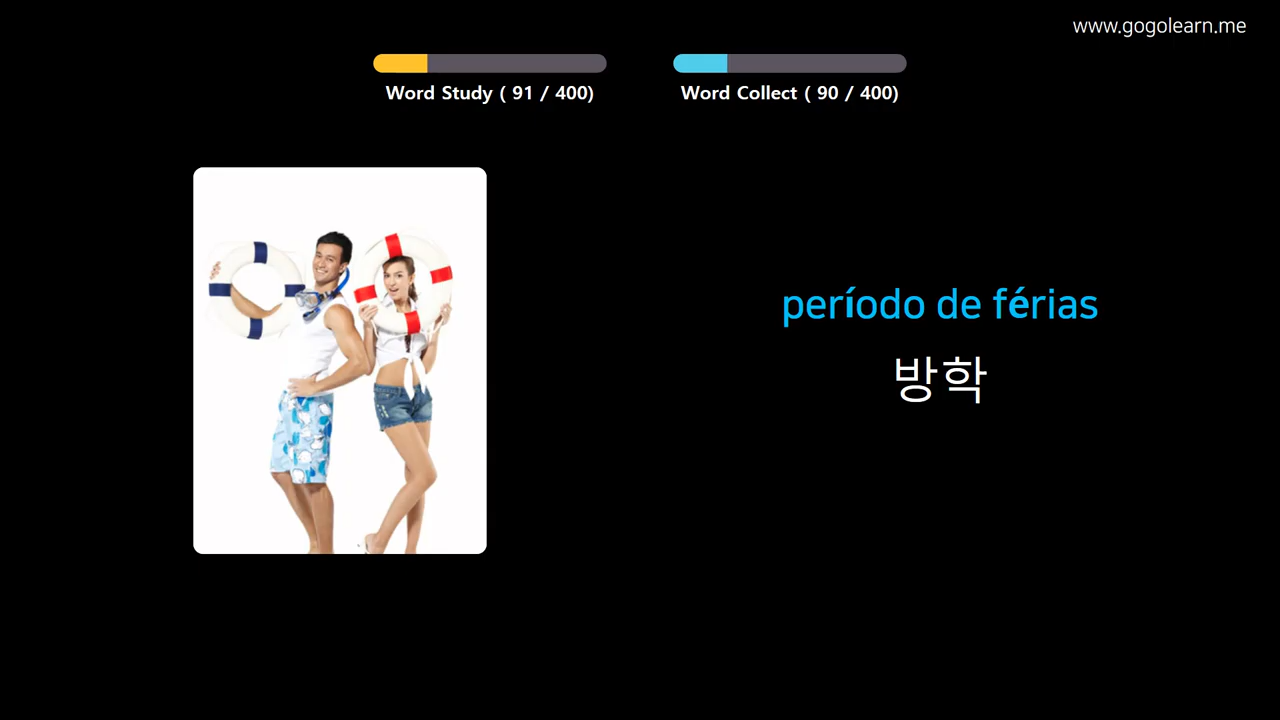 www.gogolearn.me
Word Study ( 91 / 400)
Word Collect ( 90 / 400)
período de férias
방학